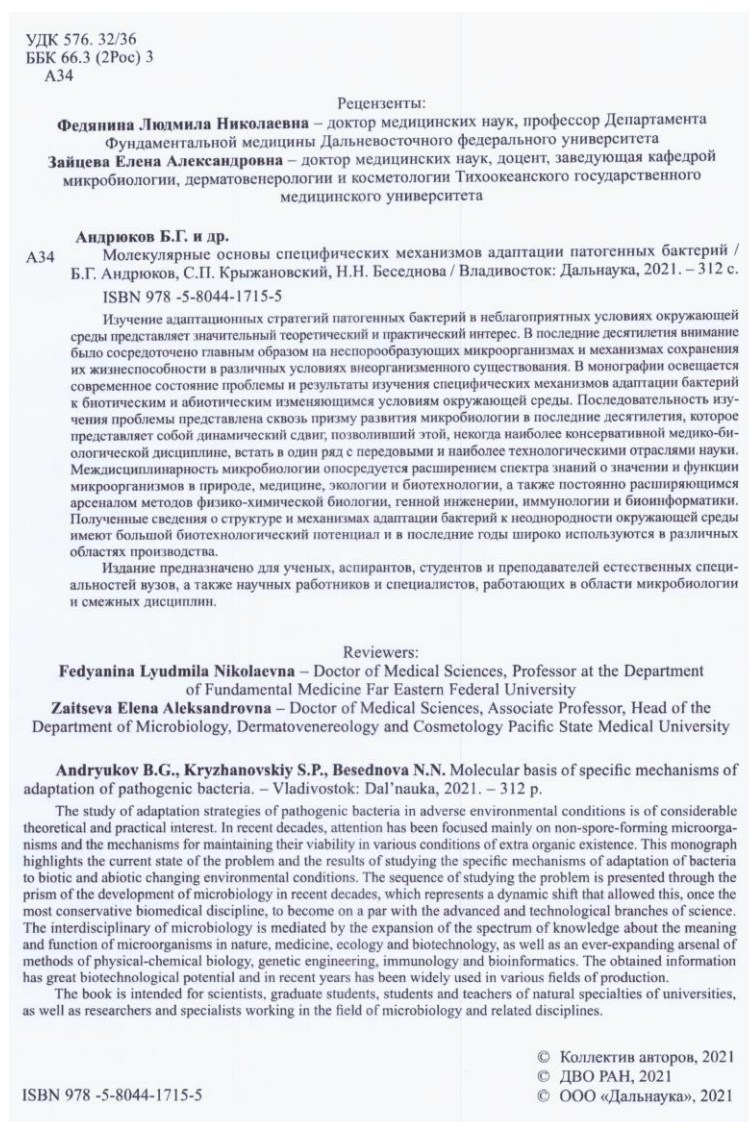 УДК 576. 32/36
ББК 66.3 (2Рос) 3
А34
Рецензенты:
Федянина Людмила Николаевна – доктор медицинских наук, профессор Департамента
Фундаментальной медицины Дальневосточного федерального университета
Зайцева Елена Александровна – доктор медицинских наук, доцент, заведующая кафедрой
микробиологии, дерматовенерологии и косметологии Тихоокеанского государственного
медицинского университета
Андрюков Б.Г. и др.
А34 Молекулярные основы специфических механизмов адаптации патогенных бактерий /
Б.Г. Андрюков, С.П. Крыжановский, Н.Н. Беседнова / Владивосток: Дальнаука, 2021. – 312 с.
ISBN 978 -5-8044-1715-5
Изучение адаптационных стратегий патогенных бактерий в неблагоприятных условиях окружающей
среды представляет значительный теоретический и практический интерес. В последние десятилетия внимание
было сосредоточено главным образом на неспорообразующих микроорганизмах и механизмах сохранения
их жизнеспособности в различных условиях внеорганизменного существования. В монографии освещается
современное состояние проблемы и результаты изучения специфических механизмов адаптации бактерий
к биотическим и абиотическим изменяющимся условиям окружающей среды. Последовательность изу-
чения проблемы представлена сквозь призму развития микробиологии в последние десятилетия, которое
представляет собой динамический сдвиг, позволивший этой, некогда наиболее консервативной медико-би-
ологической дисциплине, встать в один ряд с передовыми и наиболее технологическими отраслями науки.
Междисциплинарность микробиологии опосредуется расширением спектра знаний о значении и функции
микроорганизмов в природе, медицине, экологии и биотехнологии, а также постоянно расширяющимся
арсеналом методов физико-химической биологии, генной инженерии, иммунологии и биоинформатики.
Полученные сведения о структуре и механизмах адаптации бактерий к неоднородности окружающей среды
имеют большой биотехнологический потенциал и в последние годы широко используются в различных
областях производства.
Издание предназначено для ученых, аспирантов, студентов и преподавателей естественных специ-
альностей вузов, а также научных работников и специалистов, работающих в области микробиологии
и смежных дисциплин.
Reviewers:
Fedyanina Lyudmila Nikolaevna – Doctor of Medical Sciences, Professor at the Department
of Fundamental Medicine Far Eastern Federal University
Zaitseva Elena Aleksandrovna – Doctor of Medical Sciences, Associate Professor, Head of the
Department of Microbiology, Dermatovenereology and Cosmetology Pacific State Medical University
Andryukov B.G., Kryzhanovskiy S.P., Besednova N.N. Molecular basis of specific mechanisms of
adaptation of pathogenic bacteria. – Vladivostok: Dal’nauka, 2021. – 312 p.
The study of adaptation strategies of pathogenic bacteria in adverse environmental conditions is of considerable
theoretical and practical interest. In recent decades, attention has been focused mainly on non-spore-forming microorga-
nisms and the mechanisms for maintaining their viability in various conditions of extra organic existence. This monograph
highlights the current state of the problem and the results of studying the specific mechanisms of adaptation of bacteria
to biotic and abiotic changing environmental conditions. The sequence of studying the problem is presented through the
prism of the development of microbiology in recent decades, which represents a dynamic shift that allowed this, once the
most conservative biomedical discipline, to become on a par with the advanced and technological branches of science.
The interdisciplinary of microbiology is mediated by the expansion of the spectrum of knowledge about the meaning
and function of microorganisms in nature, medicine, ecology and biotechnology, as well as an ever-expanding arsenal of
methods of physical-chemical biology, genetic engineering, immunology and bioinformatics. The obtained information
has great biotechnological potential and in recent years has been widely used in various fields of production.
The book is intended for scientists, graduate students, students and teachers of natural specialties of universities,
as well as researchers and specialists working in the field of microbiology and related disciplines.
© Коллектив авторов, 2021
© ДВО РАН, 2021
ISBN 978 -5-8044-1715-5 © ООО «Дальнаука», 2021